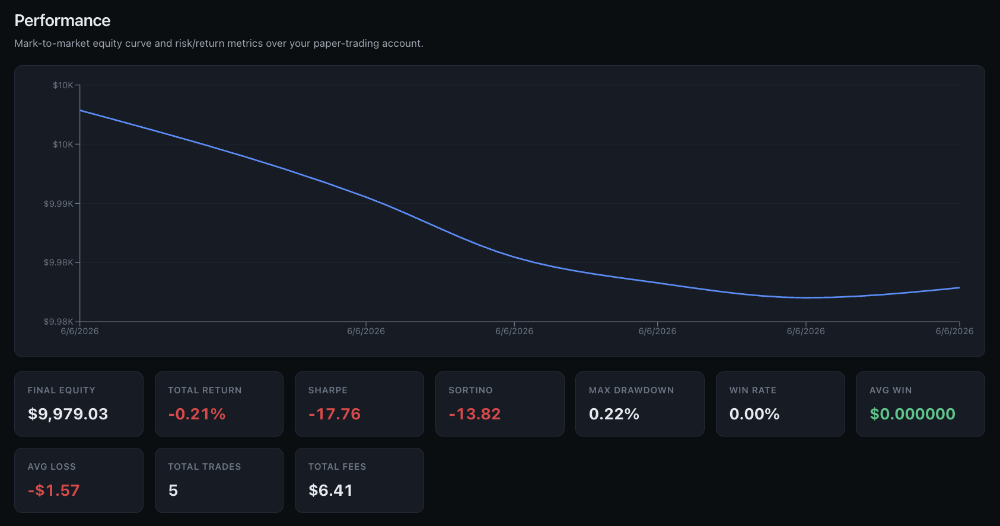 Performance
Mark-to-market equity curve and risk/return metrics over your paper-trading account.
$10K
$10K
$9.99K
$9.98K
$9.98K
6/6/2026 6/6/2026 6/6/2026 6/6/2026 6/6/2026 6/6/2026
FINAL EQUITY TOTAL RETURN SHARPE SORTINO MAX DRAWDOWN WIN RATE AVG WIN
$9,979.03 -0.21% -17.76 -13.82 0.22% 0.00% $0.000000
AVG LOSS TOTAL TRADES TOTAL FEES
-$1.57 5 $6.41